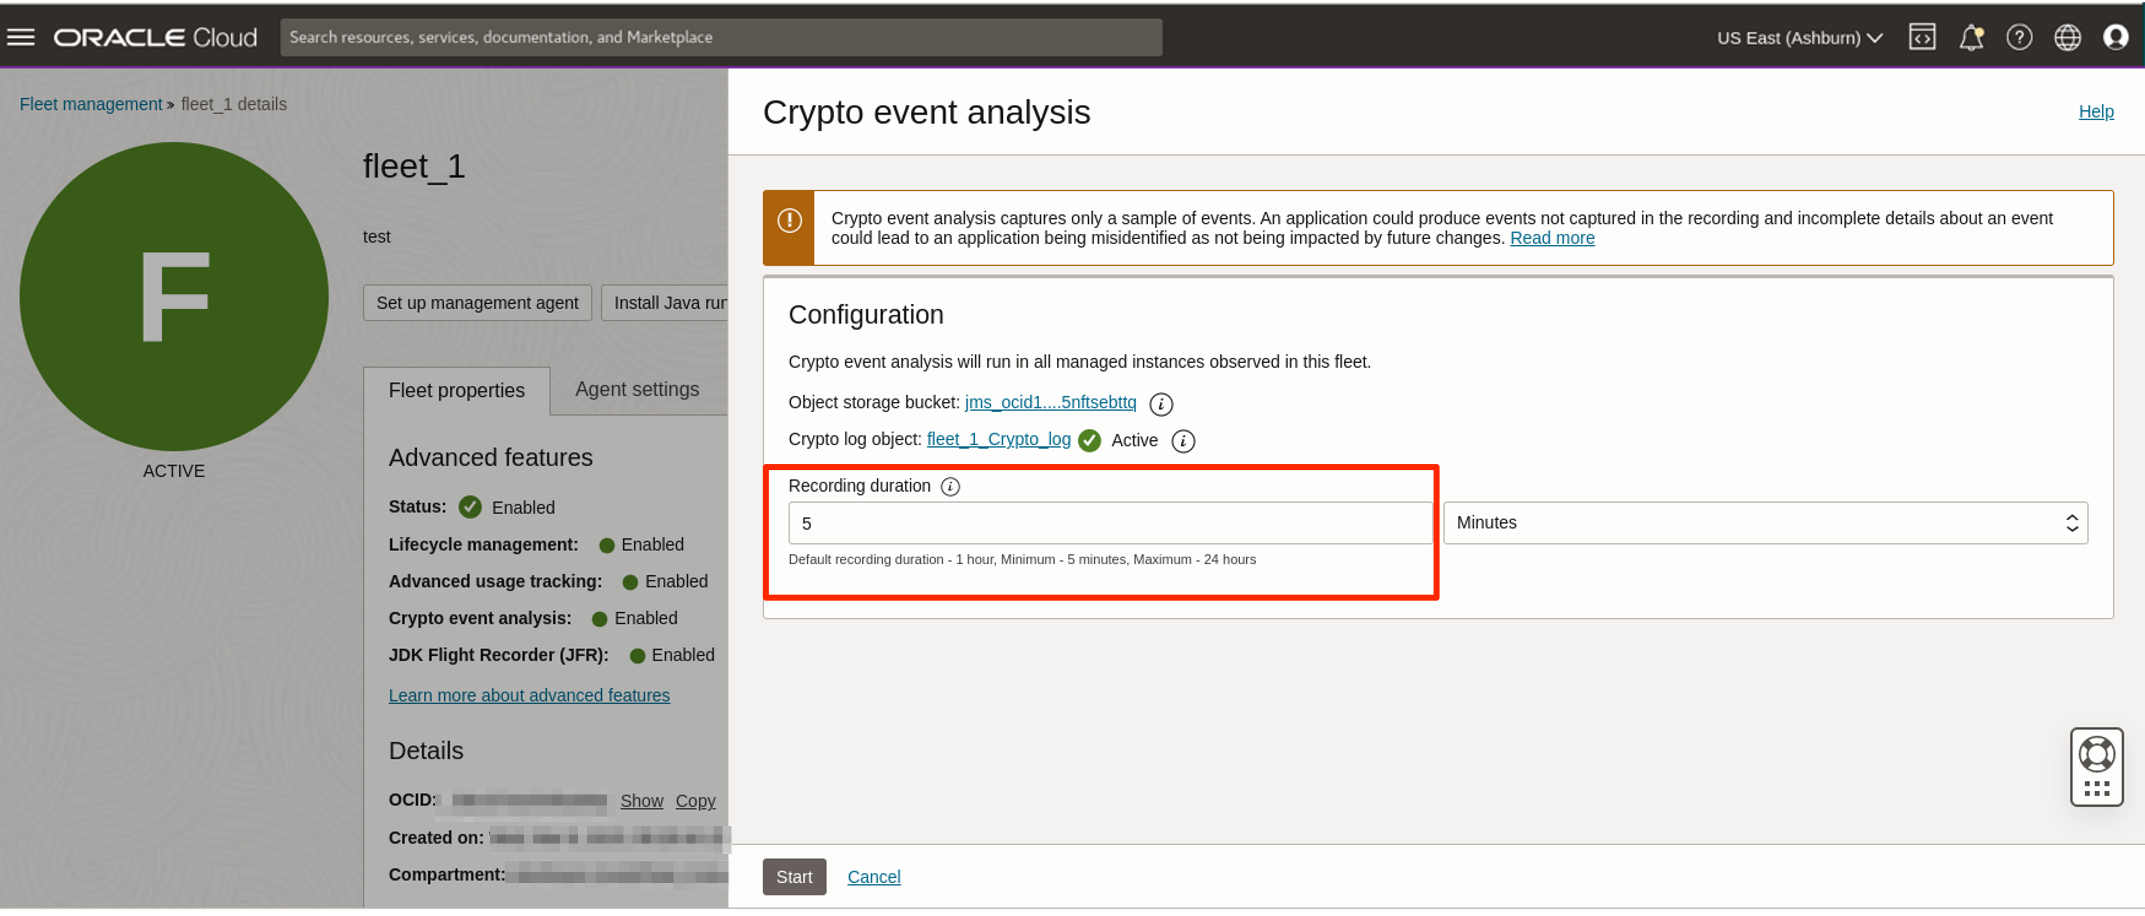 ORACLE Cloud
Search resources, services, documentation, and Marketplace
US East (Ashburn)
Fleet management » fleet_1 details
F
ACTIVE
fleet_1
test
Set up management agent
Install Java run
Fleet properties
Agent settings
Advanced features
Status: Enabled
Lifecycle management: Enabled
Advanced usage tracking: Enabled
Crypto event analysis: Enabled
JDK Flight Recorder (JFR): Enabled
Learn more about advanced features
Details
OCID: Show Copy
Created on:
Compartment:
Crypto event analysis
Help
Crypto event analysis captures only a sample of events. An application could produce events not captured in the recording and incomplete details about an event
could lead to an application being misidentified as not being impacted by future changes. Read more
Configuration
Crypto event analysis will run in all managed instances observed in this fleet.
Object storage bucket: jms_ocid1....5nftsebttq
Crypto log object: fleet_1_Crypto_log Active
Recording duration
5
Minutes
Default recording duration - 1 hour, Minimum - 5 minutes, Maximum - 24 hours
Start
Cancel